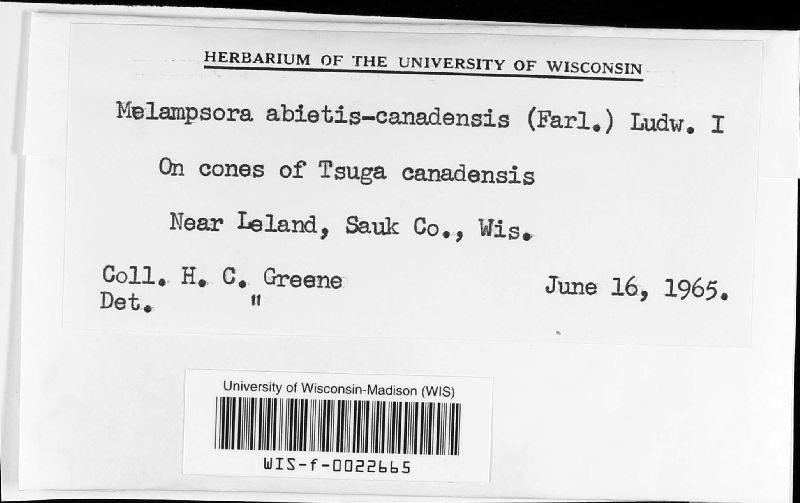 HERBARIUM OF THE UNIVERSITY OF WISCONSIN
Melampsora abietis-canadensis (Farl.) Ludw. I
On cones of Tsuga canadensis
Near Leland, Sauk Co., Wis.
Coll. H. C. Greene June 16, 1965.
Det. "
University of Wisconsin-Madison (WIS)
WIS-f-0022665